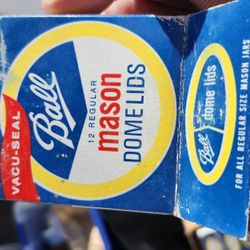 VACU-SEAL
Ball
12 REGULAR
mason
DOME LIDS
Ball
dome lids
FOR ALL REGULAR SIZE MASON JARS